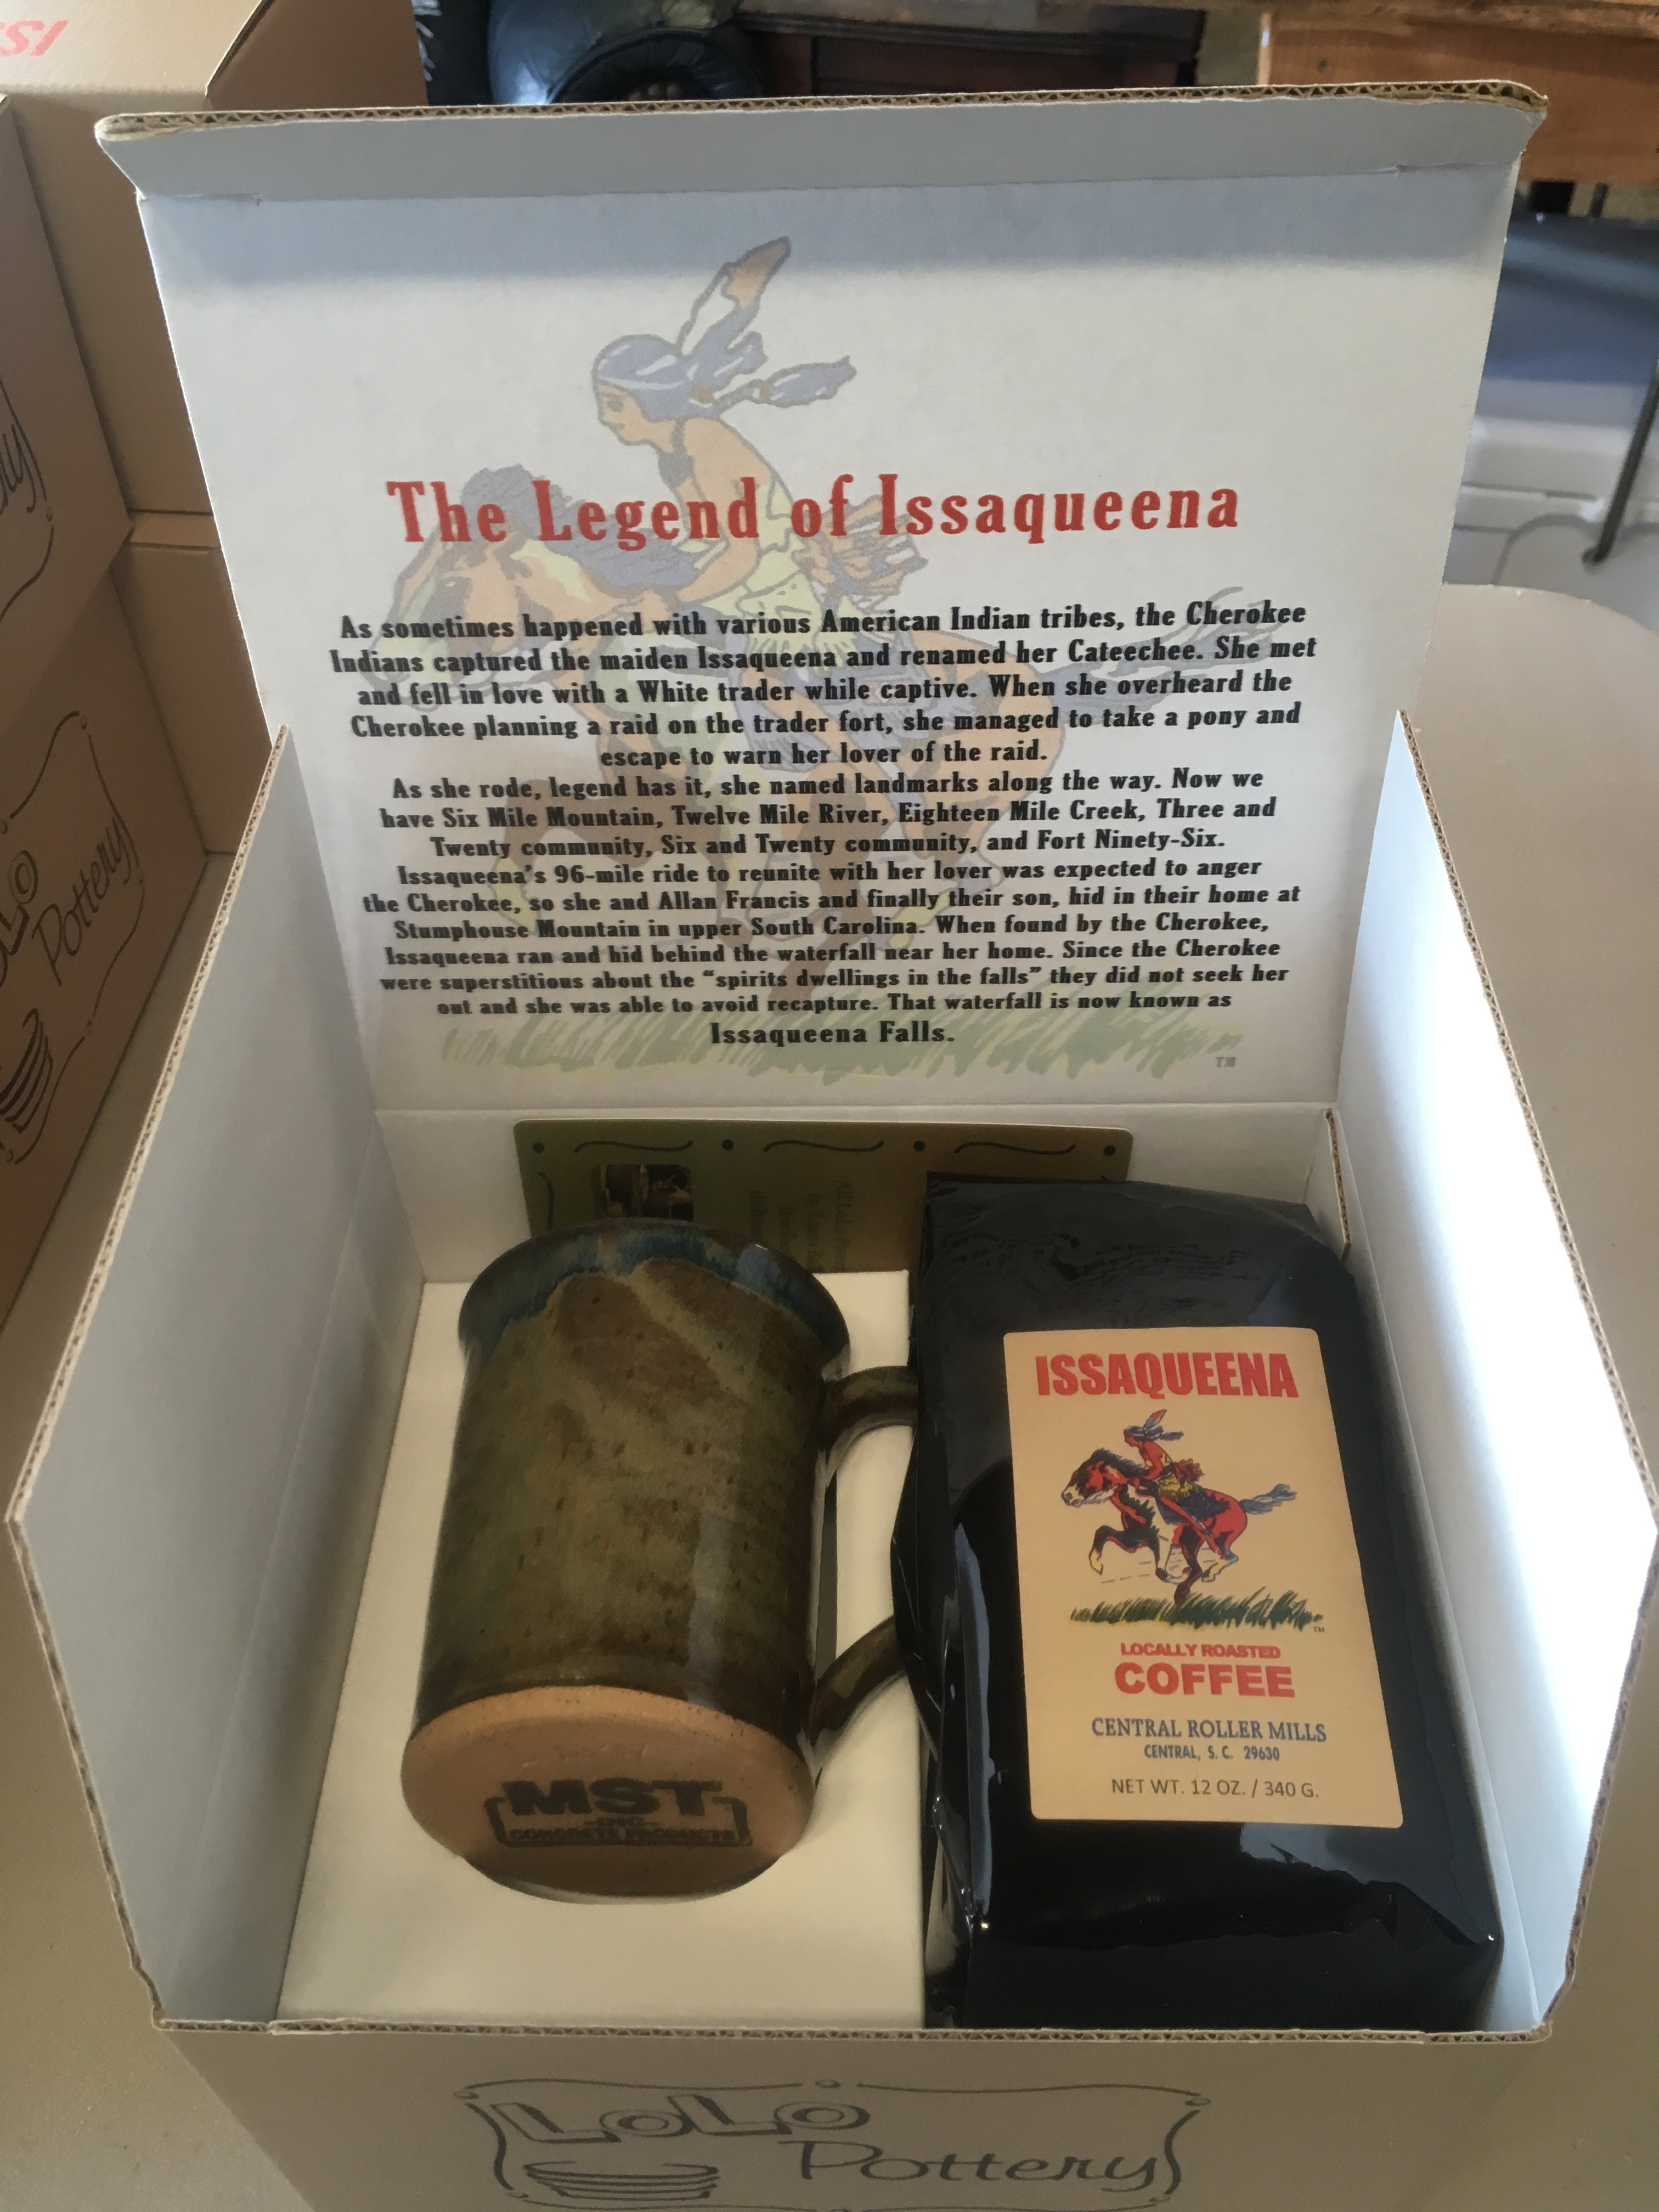 SSI
The Legend of Issaqueena
As sometimes happened with various American Indian tribes, the Cherokee
Indians captured the maiden Issaqueena and renamed her Cateechee. She met
and fell in love with a White trader while captive. When she overheard the
Cherokee planning a raid on the trader fort, she managed to take a pony and
escape to warn her lover of the raid.
As she rode, legend has it, she named landmarks along the way. Now we
have Six Mile Mountain, Twelve Mile River, Eighteen Mile Creek, Three and
Twenty community, Six and Twenty community, and Fort Ninety-Six.
Issaqueena's 96-mile ride to reunite with her lover was expected to anger
the Cherokee, so she and Allan Francis and finally their son, hid in their home at
Stumphouse Mountain in upper South Carolina. When found by the Cherokee,
Issaqueena ran and hid behind the waterfall near her home. Since the Cherokee
were superstitious about the “spirits dwellings in the falls” they did not seek her
out and she was able to avoid recapture. That waterfall is now known as
Issaqueena Falls.
TM
Pottery
ISSAQUEENA
TM
LOCALLY ROASTED
COFFEE
CENTRAL ROLLER MILLS
CENTRAL, S. C. 29630
NET WT. 12 OZ. / 340 G.
MST
INC
CONCRETE PRODUCTS
LoLo
Pottery